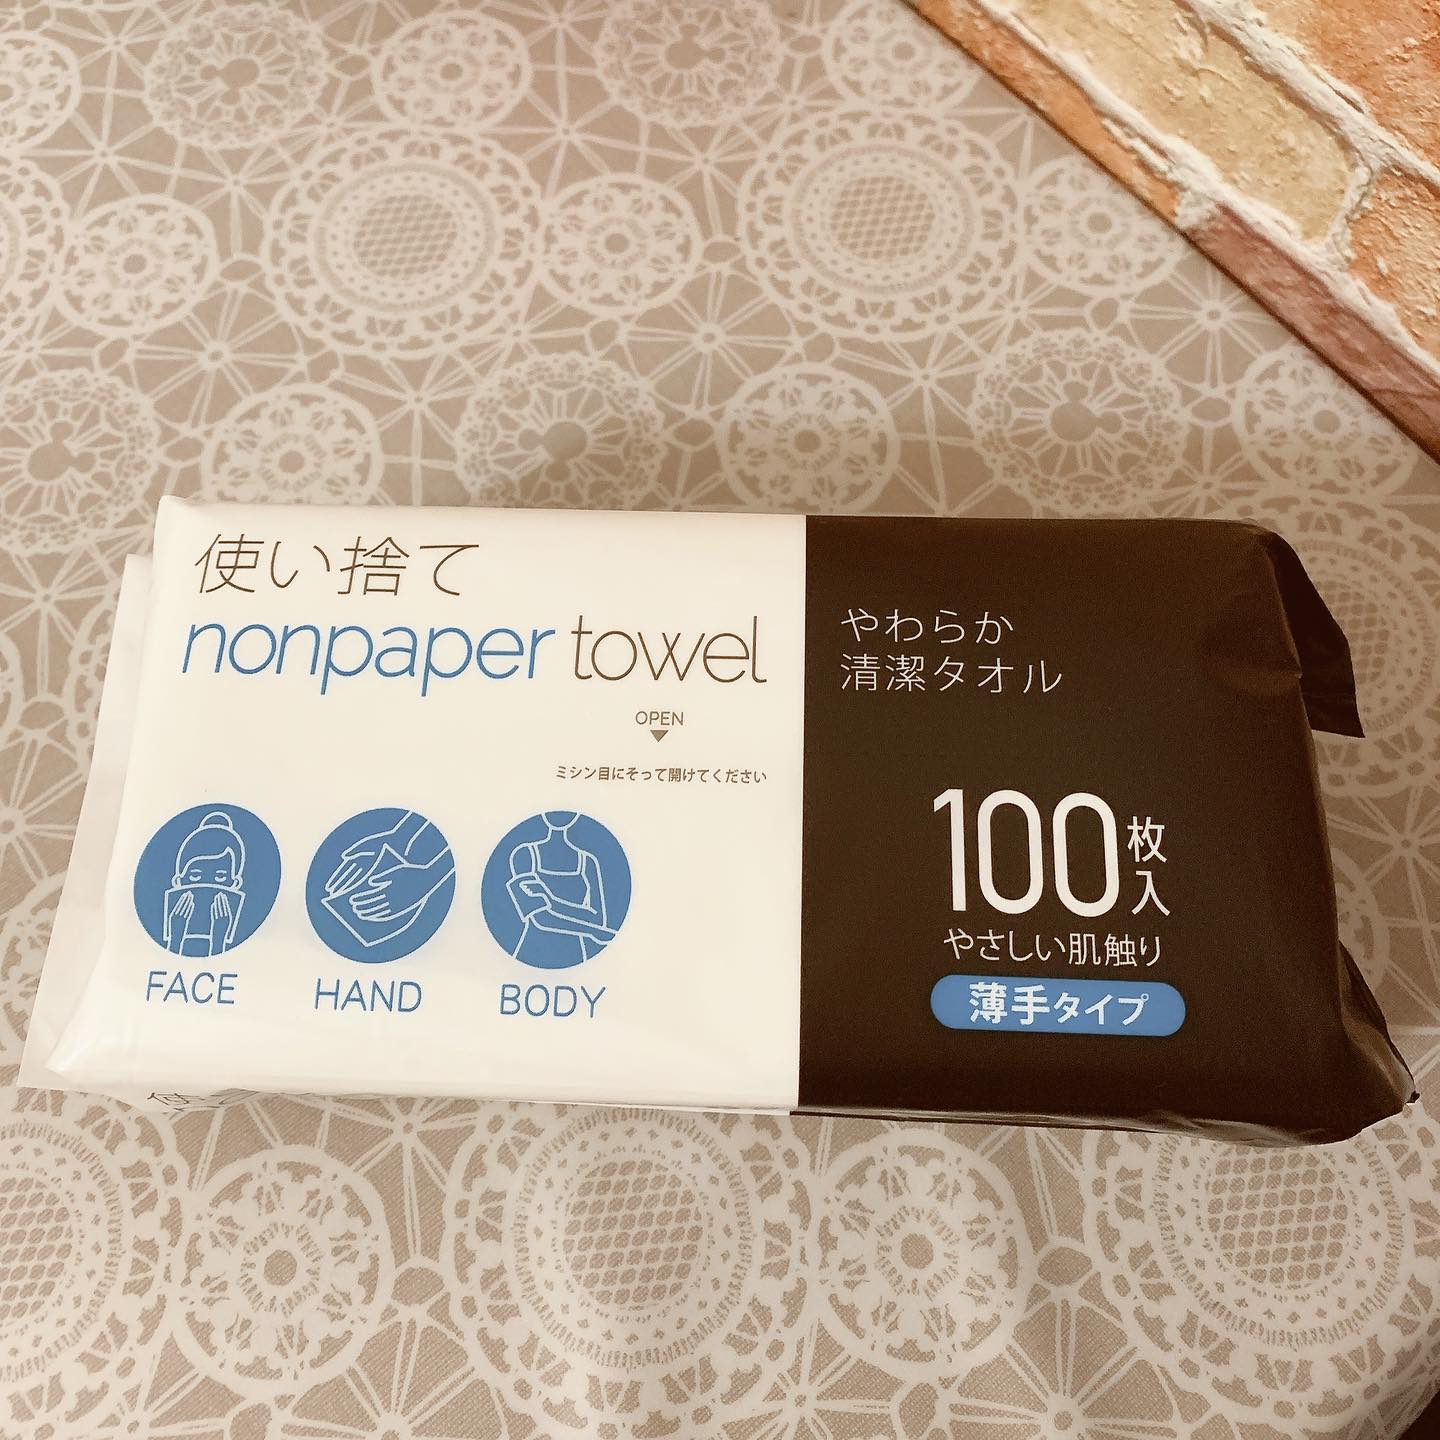 使い捨て
nonpaper towel
OPEN
ミシン目にそって開けてください
FACE
HAND
BODY
やわらか
清潔タオル
100枚入
やさしい肌触り
薄手タイプ